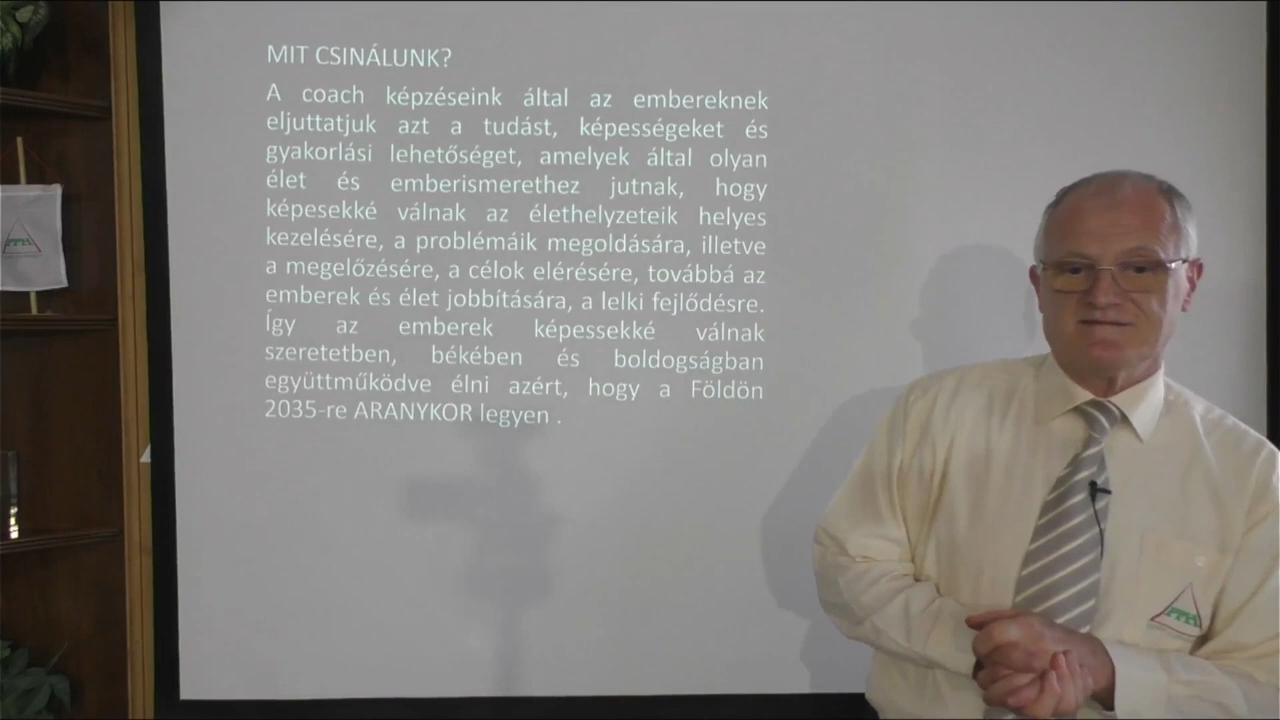 MIT CSINÁLUNK?
A coach képzéseink által az embereknek
eljuttatjuk azt a tudást, képességeket és
gyakorlási lehetőséget, amelyek által olyan
élet és emberismerethez jutnak, hogy
képesekké válnak az élethelyzeteik helyes
kezelésére, a problémáik megoldására, illetve
a megelőzésére, a célok elérésére, továbbá az
emberek és élet jobbítására, a lelki fejlődésre.
Így az emberek képessekké válnak
szeretetben, békében és boldogságban
együttműködve élni azért, hogy a Földön
2035-re ARANYKOR legyen .